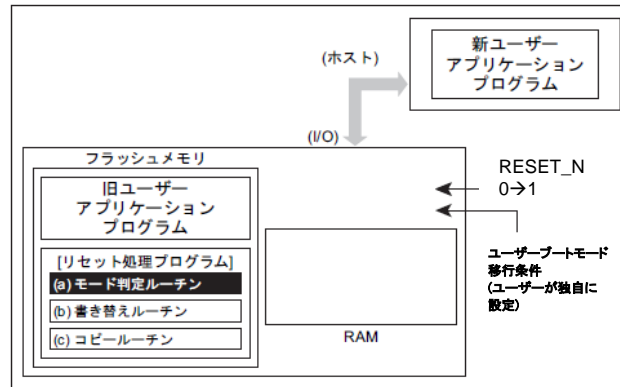 新ユーザー
アプリケーション
プログラム
(ホスト)
(I/O)
フラッシュメモリ
旧ユーザー
アプリケーション
プログラム
[リセット処理プログラム]
(a) モード判定ルーチン
(b) 書き替えルーチン
(c) コピールーチン
RAM
RESET_N
0→1
ユーザーブートモード
移行条件
(ユーザーが独自に
設定)